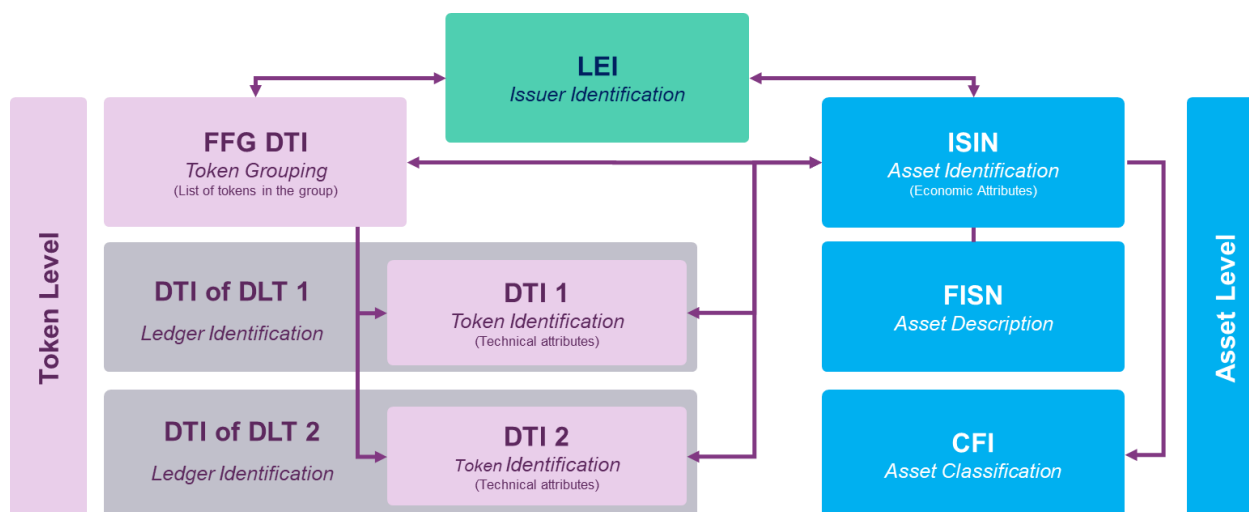 LEI
Issuer Identification
Token Level
FFG DTI
Token Grouping
(List of tokens in the group)
DTI of DLT 1
Ledger Identification
DTI 1
Token Identification
(Technical attributes)
DTI of DLT 2
Ledger Identification
DTI 2
Token Identification
(Technical attributes)
ISIN
Asset Identification
(Economic Attributes)
FISN
Asset Description
CFI
Asset Classification
Asset Level